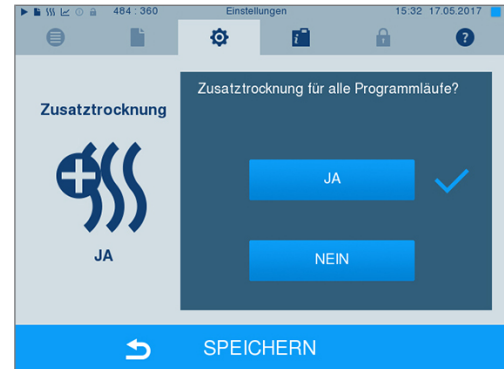 484 : 360 Einstellungen 15:32 17.05.2017
Zusatztrocknung
JA
Zusatztrocknung für alle Programmläufe?
JA
NEIN
SPEICHERN